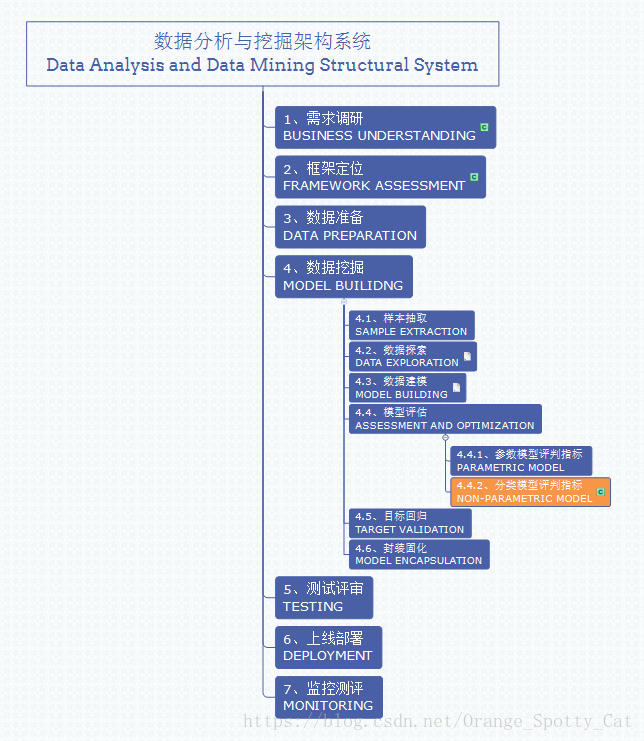 数据分析与挖掘架构系统
Data Analysis and Data Mining Structural System
1、需求调研
BUSINESS UNDERSTANDING
2、框架定位
FRAMEWORK ASSESSMENT
3、数据准备
DATA PREPARATION
4、数据挖掘
MODEL BUILIDNG
4.1、样本抽取
SAMPLE EXTRACTION
4.2、数据探索
DATA EXPLORATION
4.3、数据建模
MODEL BUILDING
4.4、模型评估
ASSESSMENT AND OPTIMIZATION
4.4.1、参数模型评判指标
PARAMETRIC MODEL
4.4.2、分类模型评判指标
NON-PARAMETRIC MODEL
4.5、目标回归
TARGET VALIDATION
4.6、封装固化
MODEL ENCAPSULATION
5、测试评审
TESTING
6、上线部署
DEPLOYMENT
7、监控测评
MONITORING
https://blog.csdn.net/Orange_Spotty_Cat